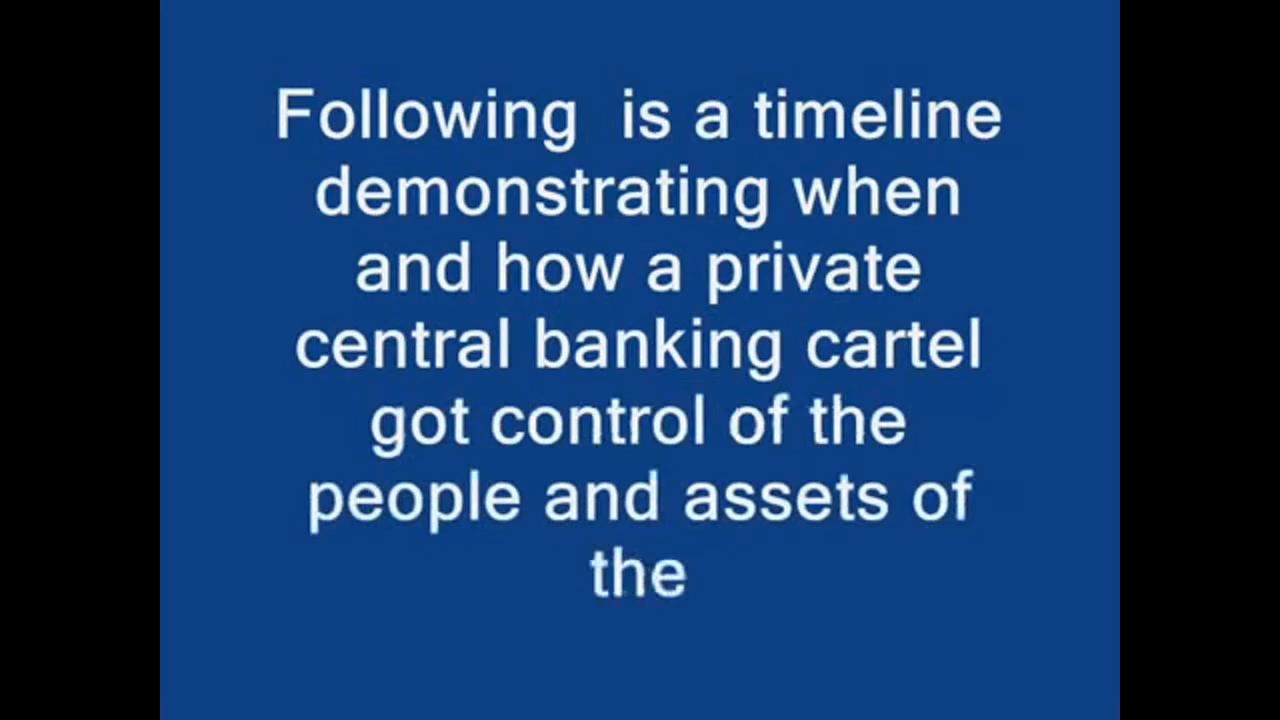 Following  is a timeline
demonstrating when
and how a private
central banking cartel
got control of the
people and assets of
the